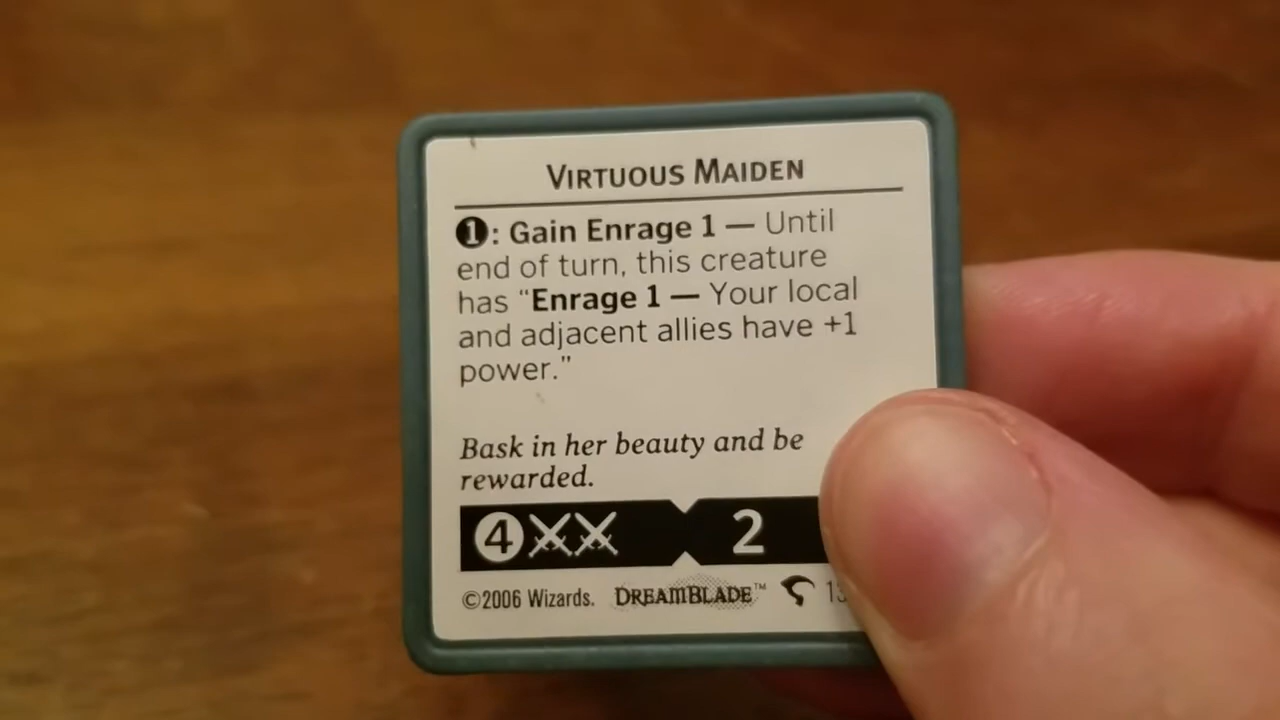 VIRTUOUS MAIDEN
1: Gain Enrage 1 — Until
end of turn, this creature
has “Enrage 1 — Your local
and adjacent allies have +1
power.”
Bask in her beauty and be
rewarded.
4 2
©2006 Wizards. DREAMBLADE™